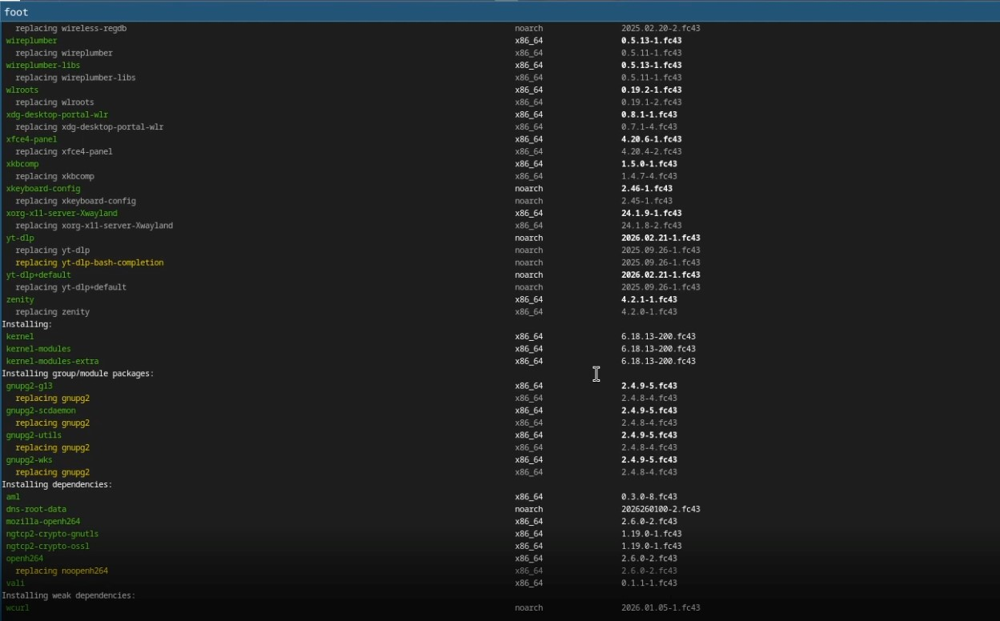 foot
replacing wireless-regdb noarch 2025.02.20-2.fc43
wireplumber x86_64 0.5.13-1.fc43
replacing wireplumber x86_64 0.5.11-1.fc43
wireplumber-libs x86_64 0.5.13-1.fc43
replacing wireplumber-libs x86_64 0.5.11-1.fc43
wlroots x86_64 0.19.2-1.fc43
replacing wlroots x86_64 0.19.1-2.fc43
xdg-desktop-portal-wlr x86_64 0.8.1-1.fc43
replacing xdg-desktop-portal-wlr x86_64 0.7.1-4.fc43
xfce4-panel x86_64 4.20.6-1.fc43
replacing xfce4-panel x86_64 4.20.4-2.fc43
xkbcomp x86_64 1.5.0-1.fc43
replacing xkbcomp x86_64 1.4.7-4.fc43
xkeyboard-config noarch 2.46-1.fc43
replacing xkeyboard-config noarch 2.45-1.fc43
xorg-x11-server-Xwayland x86_64 24.1.9-1.fc43
replacing xorg-x11-server-Xwayland x86_64 24.1.8-2.fc43
yt-dlp noarch 2026.02.21-1.fc43
replacing yt-dlp noarch 2025.09.26-1.fc43
replacing yt-dlp-bash-completion noarch 2025.09.26-1.fc43
yt-dlp+default noarch 2026.02.21-1.fc43
replacing yt-dlp+default noarch 2025.09.26-1.fc43
zenity x86_64 4.2.1-1.fc43
replacing zenity x86_64 4.2.0-1.fc43
Installing:
kernel x86_64 6.18.13-200.fc43
kernel-modules x86_64 6.18.13-200.fc43
kernel-modules-extra x86_64 6.18.13-200.fc43
Installing group/module packages:
gnupg2-g13 x86_64 2.4.9-5.fc43
replacing gnupg2 x86_64 2.4.8-4.fc43
gnupg2-scdaemon x86_64 2.4.9-5.fc43
replacing gnupg2 x86_64 2.4.8-4.fc43
gnupg2-utils x86_64 2.4.9-5.fc43
replacing gnupg2 x86_64 2.4.8-4.fc43
gnupg2-wks x86_64 2.4.9-5.fc43
replacing gnupg2 x86_64 2.4.8-4.fc43
Installing dependencies:
aml x86_64 0.3.0-8.fc43
dns-root-data noarch 2026260100-2.fc43
mozilla-openh264 x86_64 2.6.0-2.fc43
ngtcp2-crypto-gnutls x86_64 1.19.0-1.fc43
ngtcp2-crypto-ossl x86_64 1.19.0-1.fc43
openh264 x86_64 2.6.0-2.fc43
replacing noopenh264 x86_64 2.6.0-2.fc43
vali x86_64 0.1.1-1.fc43
Installing weak dependencies:
wcurl noarch 2026.01.05-1.fc43